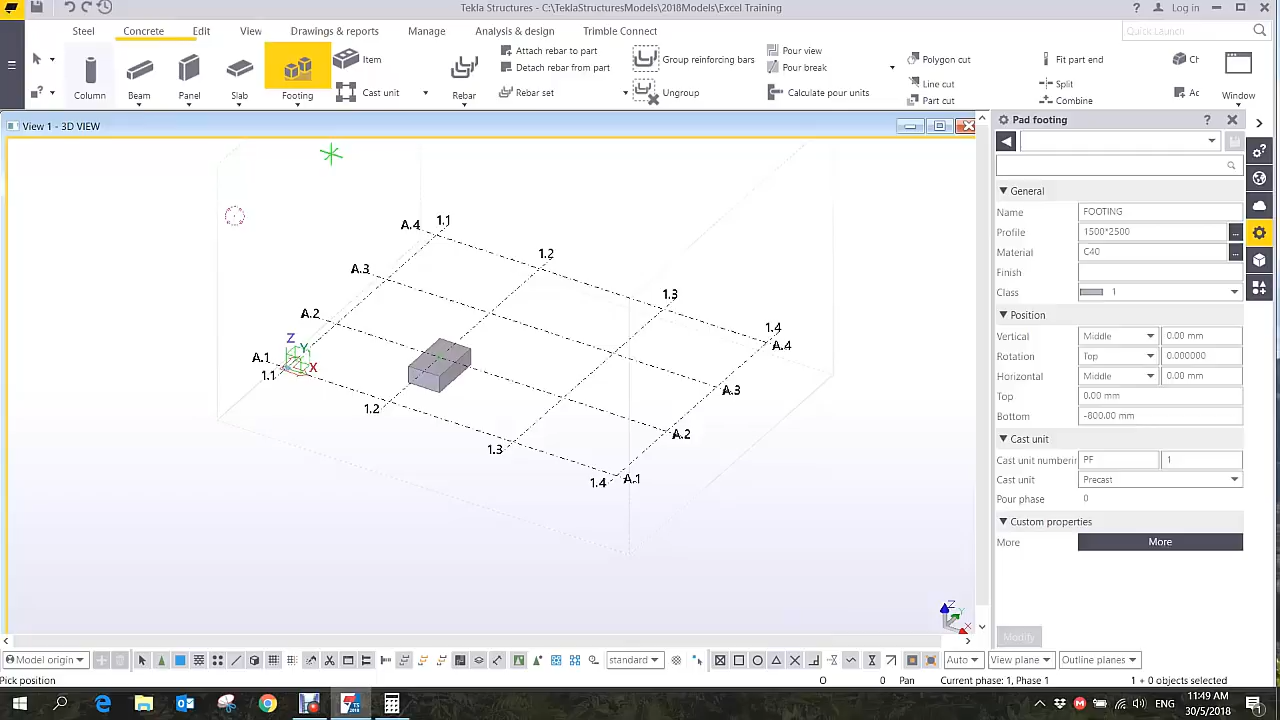 Tekla Structures - C:\TeklaStructuresModels\2018Models\Excel Training
? Log in
Steel Concrete Edit View Drawings & reports Manage Analysis & design Trimble Connect Quick Launch
Attach rebar to part Pour view
Item Group reinforcing bars Polygon cut Fit part end Ch
Detach rebar from part Pour break
Line cut Split
Column Beam Panel Slab Footing Cast unit Rebar Rebar set Ungroup Calculate pour units Ac Window
Part cut Combine
View 1 - 3D VIEW
Pad footing ?
General
Name FOOTING
Profile 1500*2500 ...
Material C40 ...
Finish
Class 1
Position
Vertical Middle 0.00 mm
Rotation Top 0.000000
Horizontal Middle 0.00 mm
Top 0.00 mm
Bottom -800.00 mm
Cast unit
Cast unit numberin PF 1
Cast unit Precast
Pour phase 0
Custom properties
More More
Modify
A.4 1.1
1.2
A.3
1.3
A.2
1.4
Z
Y
A.4
A.1
X
1.1
A.3
1.2
A.2
1.3
1.4 A.1
Z
Y
X
Model origin standard Auto View plane Outline planes
Pick position O 0 Pan Current phase: 1, Phase 1 1 + 0 objects selected
11:49 AM
ENG
30/5/2018